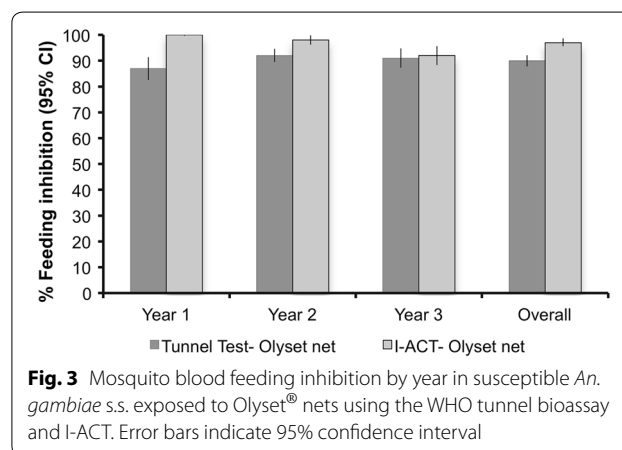 % Feeding inhibition (95% CI)
100
90
80
70
60
50
40
30
20
10
0
Year 1 Year 2 Year 3 Overall
Tunnel Test- Olyset net I-ACT- Olyset net
Fig. 3 Mosquito blood feeding inhibition by year in susceptible An.
gambiae s.s. exposed to Olyset® nets using the WHO tunnel bioassay
and I-ACT. Error bars indicate 95% confidence interval